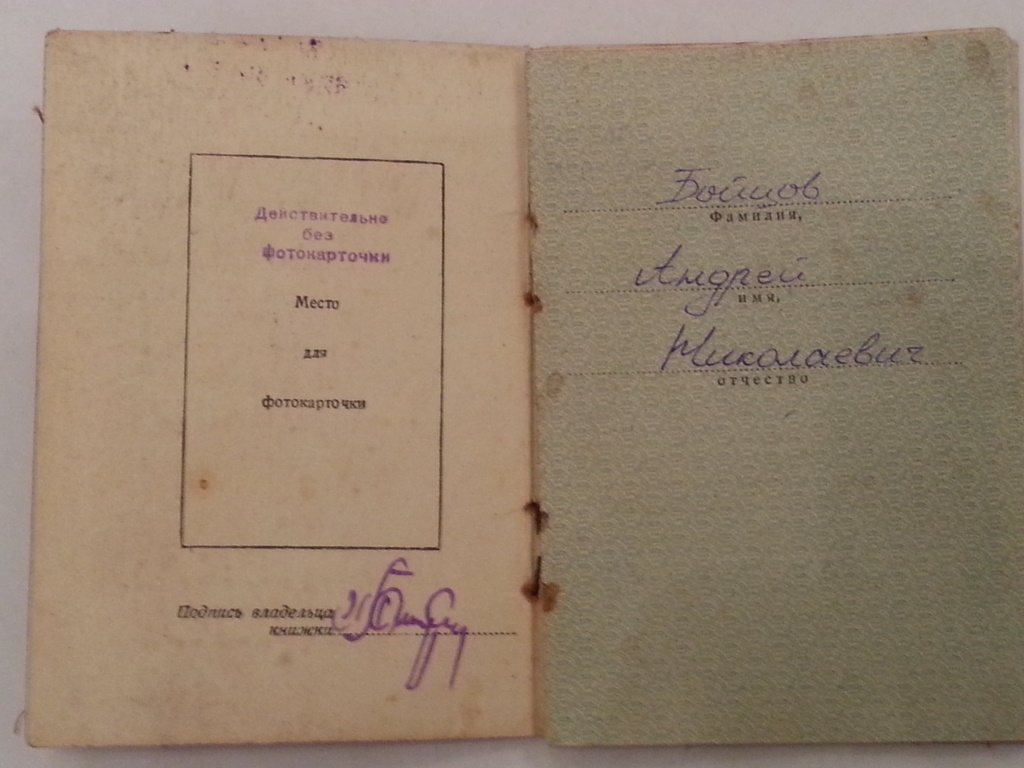 Действительно
без
фотокарточки
Место
для
фотокарточки
Подпись владельца
книжки
Бойцов
Фамилия,
Андрей
имя,
Николаевич
отчество